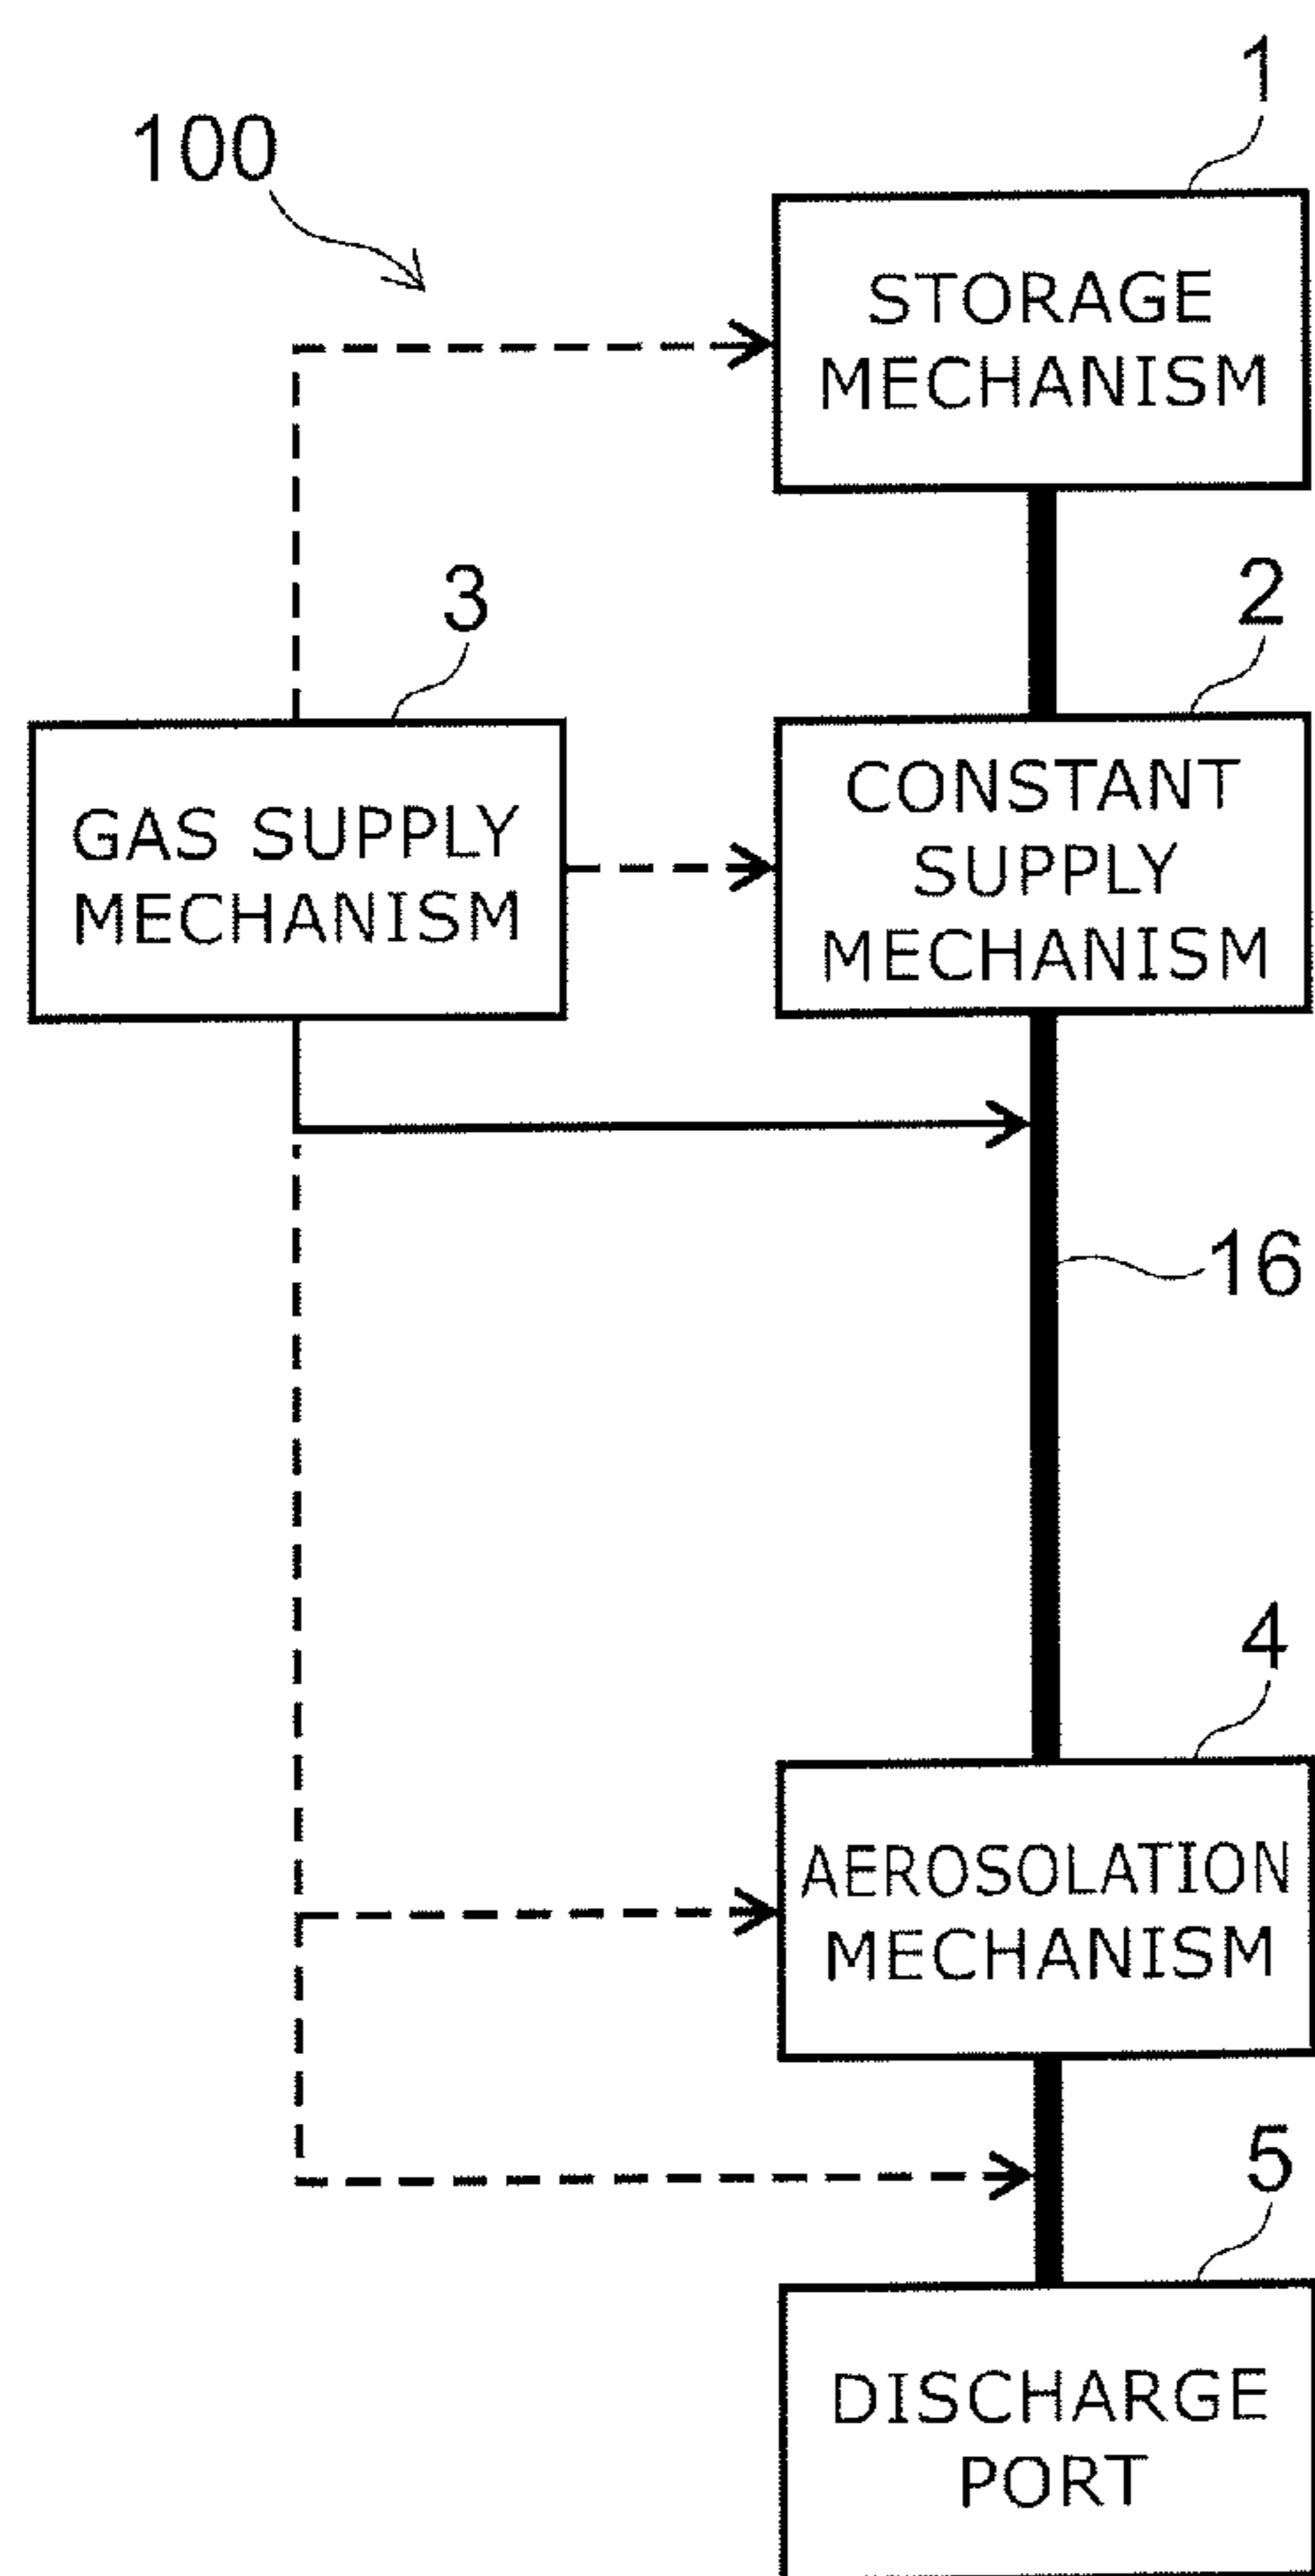 1
100
STORAGE
MECHANISM
3
2
GAS SUPPLY
MECHANISM
CONSTANT
SUPPLY
MECHANISM
16
4
AEROSOLATION
MECHANISM
5
DISCHARGE
PORT